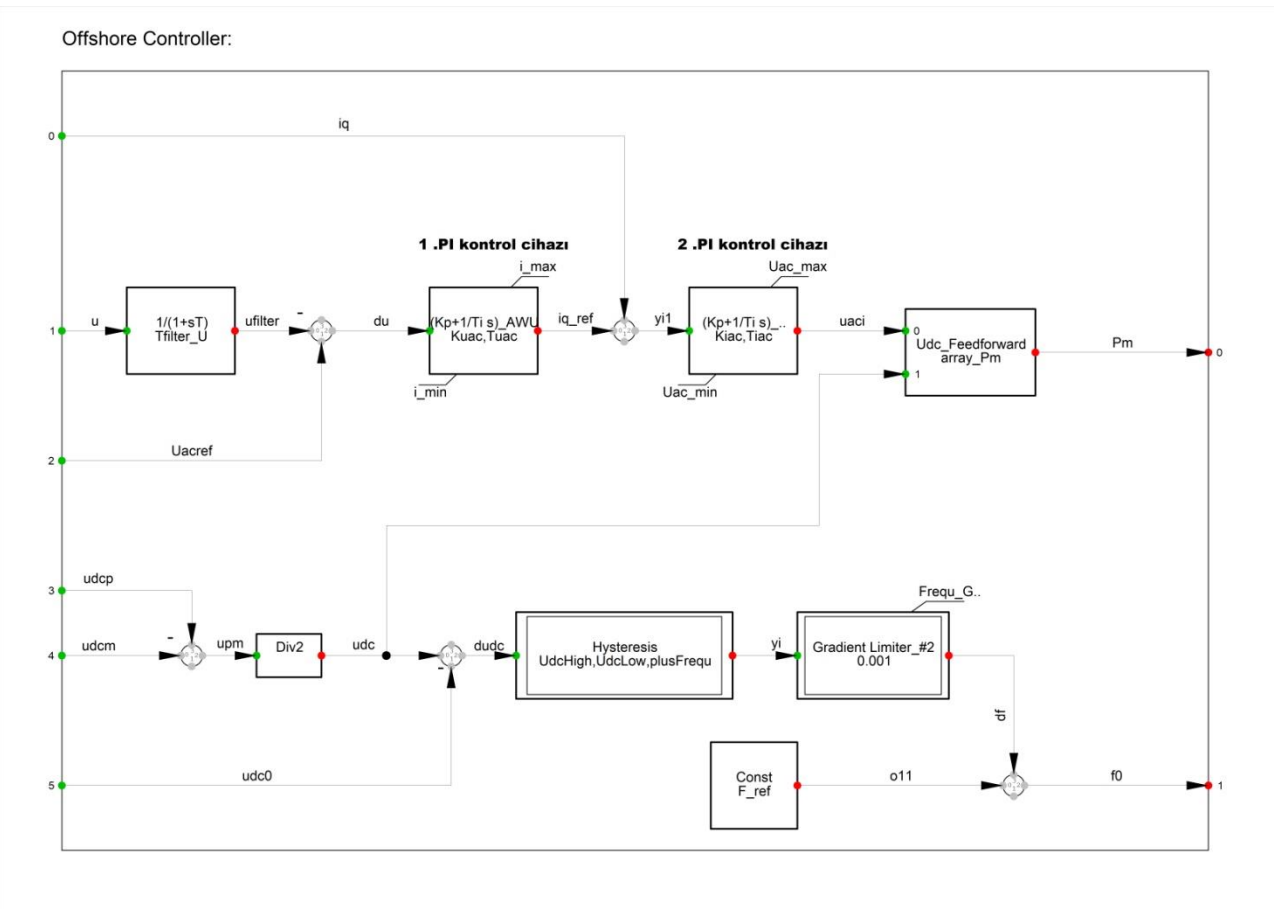 Offshore Controller:
0
iq
1 .PI kontrol cihazı
2 .PI kontrol cihazı
i_max
Uac_max
1
u
1/(1+sT)
Tfilter_U
ufilter
-
du
(Kp+1/Ti s)_AWU
Kuac,Tuac
iq_ref
yi1
(Kp+1/Ti s)_..
Kiac,Tiac
uaci
0
Udc_Feedforward
array_Pm
1
Pm
0
i_min
Uac_min
2
Uacref
3
udcp
Frequ_G..
4
udcm
-
upm
Div2
udc
-
dudc
Hysteresis
UdcHigh,UdcLow,plusFrequ
yi
Gradient Limiter_#2
0.001
df
5
udc0
Const
F_ref
o11
f0
1